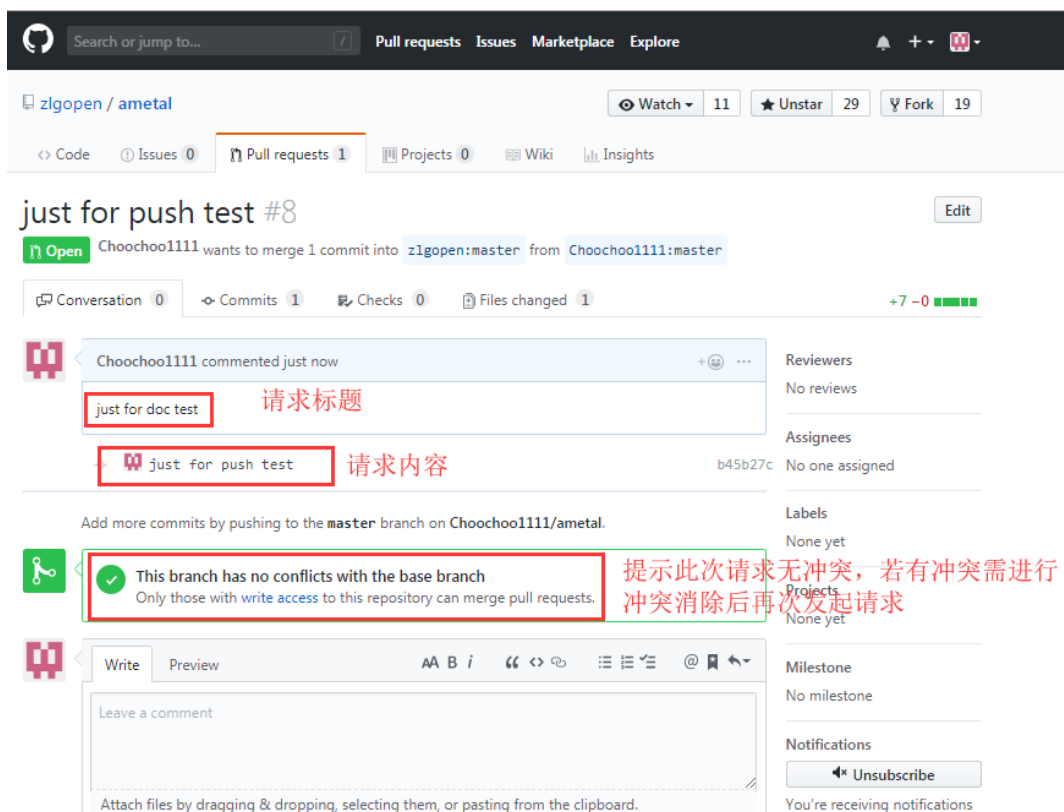 Search or jump to... / Pull requests Issues Marketplace Explore
zlgopen / ametal Watch 11 Unstar 29 Fork 19
Code Issues 0 Pull requests 1 Projects 0 Wiki Insights
just for push test #8 Edit
Open Choochoo1111 wants to merge 1 commit into zlgopen:master from Choochoo1111:master
Conversation 0 Commits 1 Checks 0 Files changed 1 +7 −0
Choochoo1111 commented just now
just for doc test 请求标题
just for push test 请求内容 b45b27c
Reviewers
No reviews
Assignees
No one assigned
Add more commits by pushing to the master branch on Choochoo1111/ametal.
Labels
None yet
This branch has no conflicts with the base branch
Only those with write access to this repository can merge pull requests.
提示此次请求无冲突，若有冲突需进行
冲突消除后再次发起请求
Projects
None yet
Write Preview AA B i
Leave a comment
Attach files by dragging & dropping, selecting them, or pasting from the clipboard.
Milestone
No milestone
Notifications
Unsubscribe
You're receiving notifications